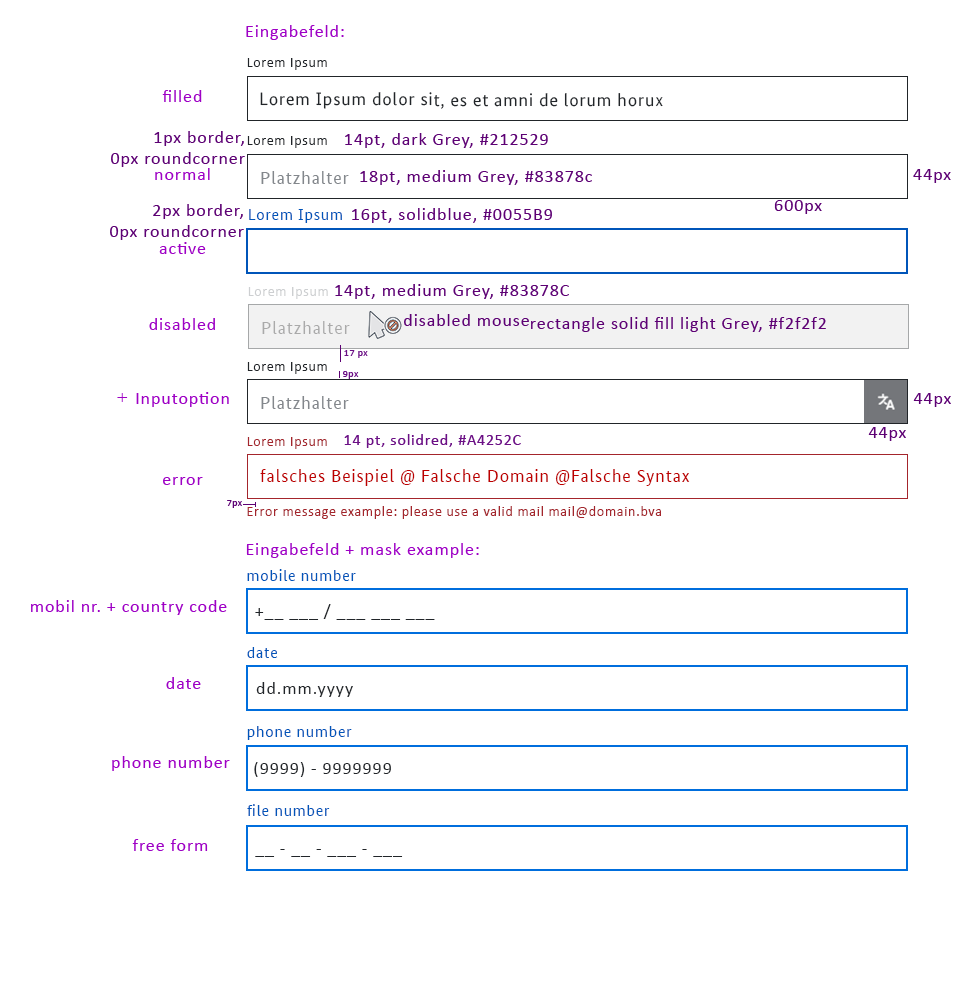 Eingabefeld:
Lorem Ipsum
filled
Lorem Ipsum dolor sit, es et amni de lorum horux
1px border,
0px roundcorner
normal
Lorem Ipsum 14pt, dark Grey, #212529
Platzhalter 18pt, medium Grey, #83878c
44px
600px
2px border,
0px roundcorner
active
Lorem Ipsum 16pt, solidblue, #0055B9
Lorem Ipsum 14pt, medium Grey, #83878C
disabled
Platzhalter disabled mouse rectangle solid fill light Grey, #f2f2f2
17 px
Lorem Ipsum
9px
+ Inputoption
Platzhalter
44px
44px
Lorem Ipsum 14 pt, solidred, #A4252C
error
falsches Beispiel @ Falsche Domain @Falsche Syntax
7px
Error message example: please use a valid mail mail@domain.bva
Eingabefeld + mask example:
mobile number
mobil nr. + country code
+__ ___ / ___ ___ ___
date
date
dd.mm.yyyy
phone number
phone number
(9999) - 9999999
file number
free form
__ - __ - ___ - ___